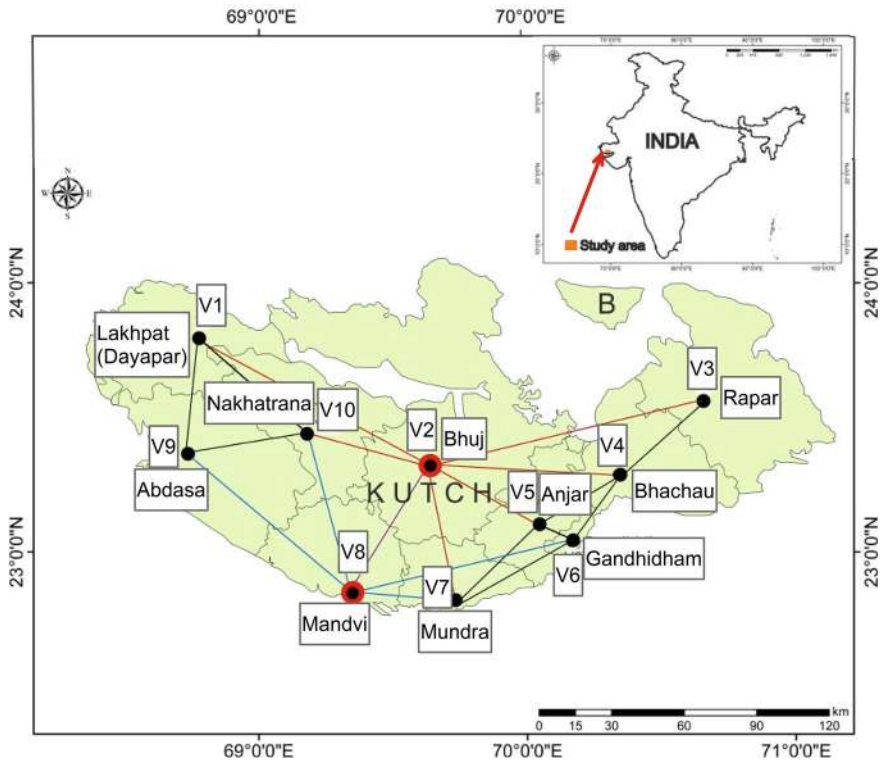 69°0'0"E
70°0'0"E
INDIA
Study area
24°0'0"N
24°0'0"N
23°0'0"N
23°0'0"N
N
W
E
S
V1
Lakhpat
(Dayapar)
B
V3
Rapar
Nakhatrana
V10
V2
Bhuj
V4
V9
Abdasa
KUTCH
V5
Anjar
Bhachau
V8
Gandhidham
V7
V6
Mandvi
Mundra
km
0 15 30 60 90 120
69°0'0"E
70°0'0"E
71°0'0"E